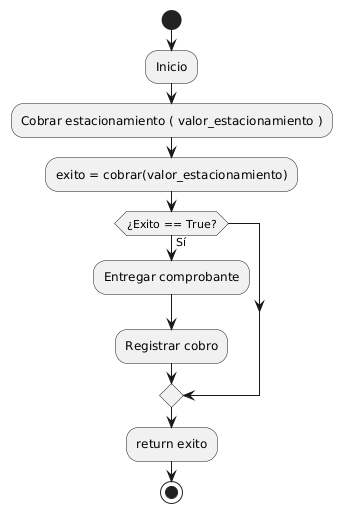 Inicio
Cobrar estacionamiento ( valor_estacionamiento )
exito = cobrar(valor_estacionamiento)
¿Exito == True?
Sí
Entregar comprobante
Registrar cobro
return exito